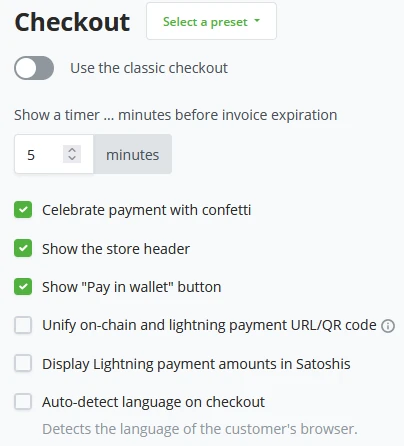 Checkout
Select a preset
Use the classic checkout
Show a timer ... minutes before invoice expiration
5 minutes
Celebrate payment with confetti
Show the store header
Show "Pay in wallet" button
Unify on-chain and lightning payment URL/QR code
Display Lightning payment amounts in Satoshis
Auto-detect language on checkout
Detects the language of the customer's browser.